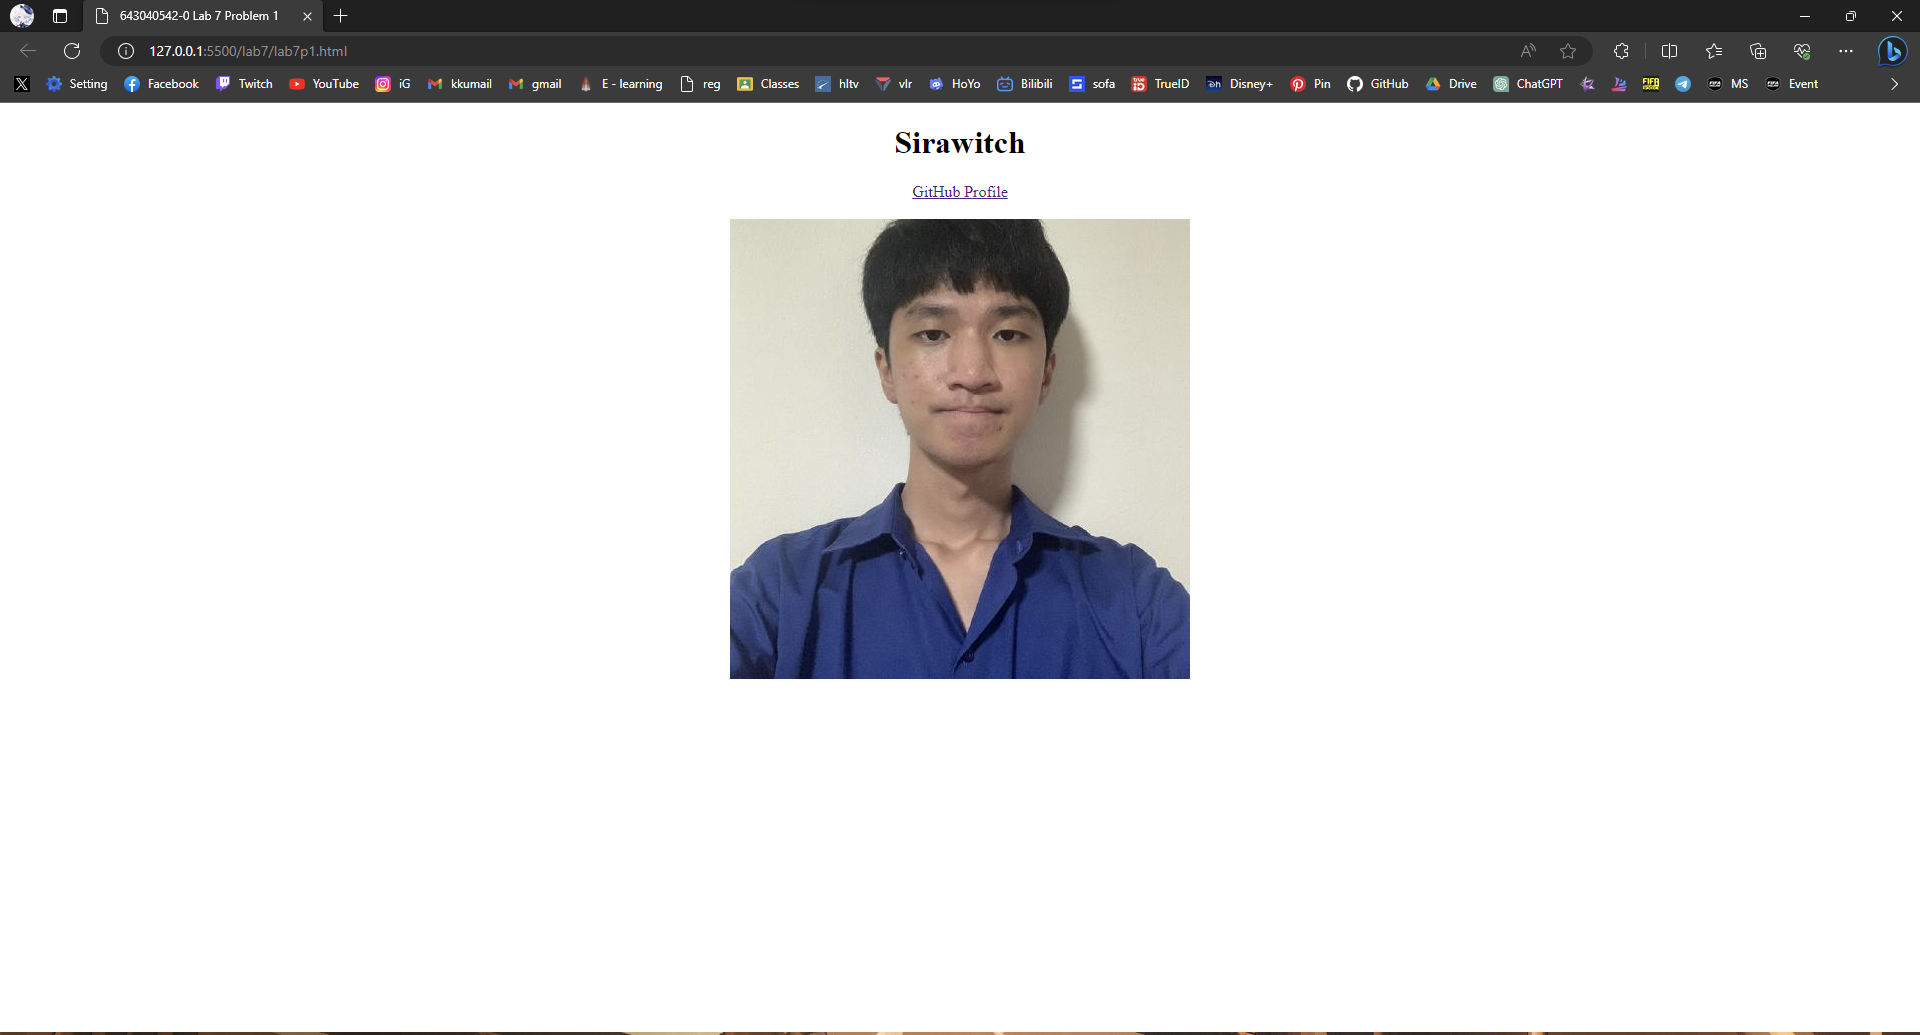 643040542-0 Lab 7 Problem 1
127.0.0.1:5500/lab7/lab7p1.html
Setting Facebook Twitch YouTube iG kkumail gmail E - learning reg Classes hltv vlr HoYo Bilibili sofa TrueID Disney+ Pin GitHub Drive ChatGPT MS Event
Sirawitch
GitHub Profile